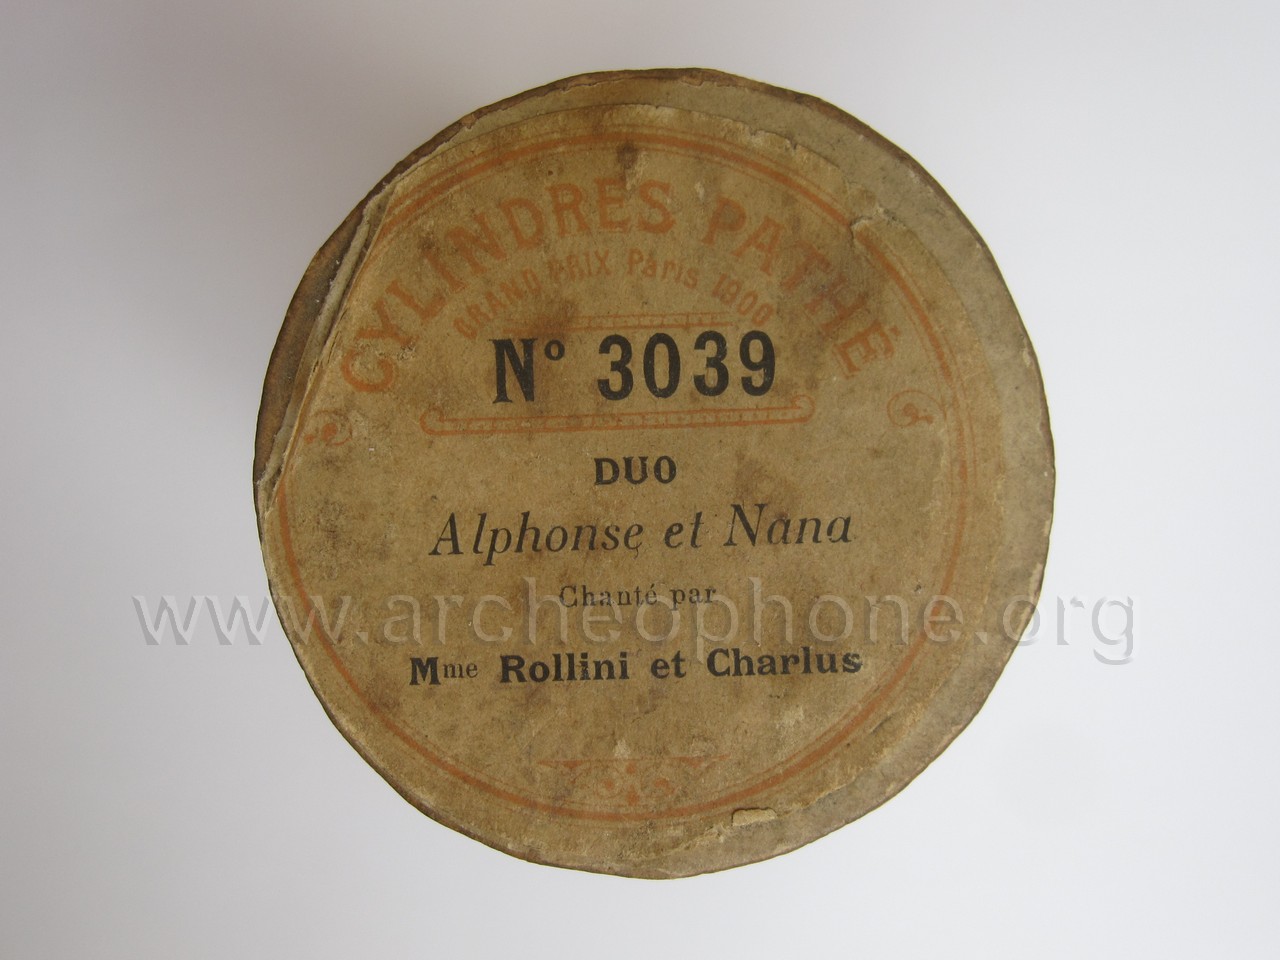 CYLINDRES PATHÉ
GRAND PRIX Paris 1900
Nº 3039
DUO
Alphonse et Nana
Chanté par
www.archeophone.org
Mme Rollini et Charlus